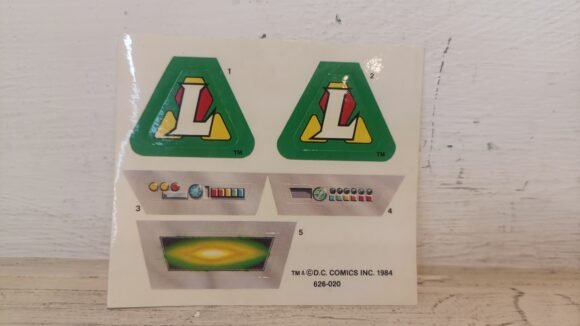 1
2
L
L
TM
TM
3
4
5
TM & ©D.C. COMICS INC. 1984
626-020